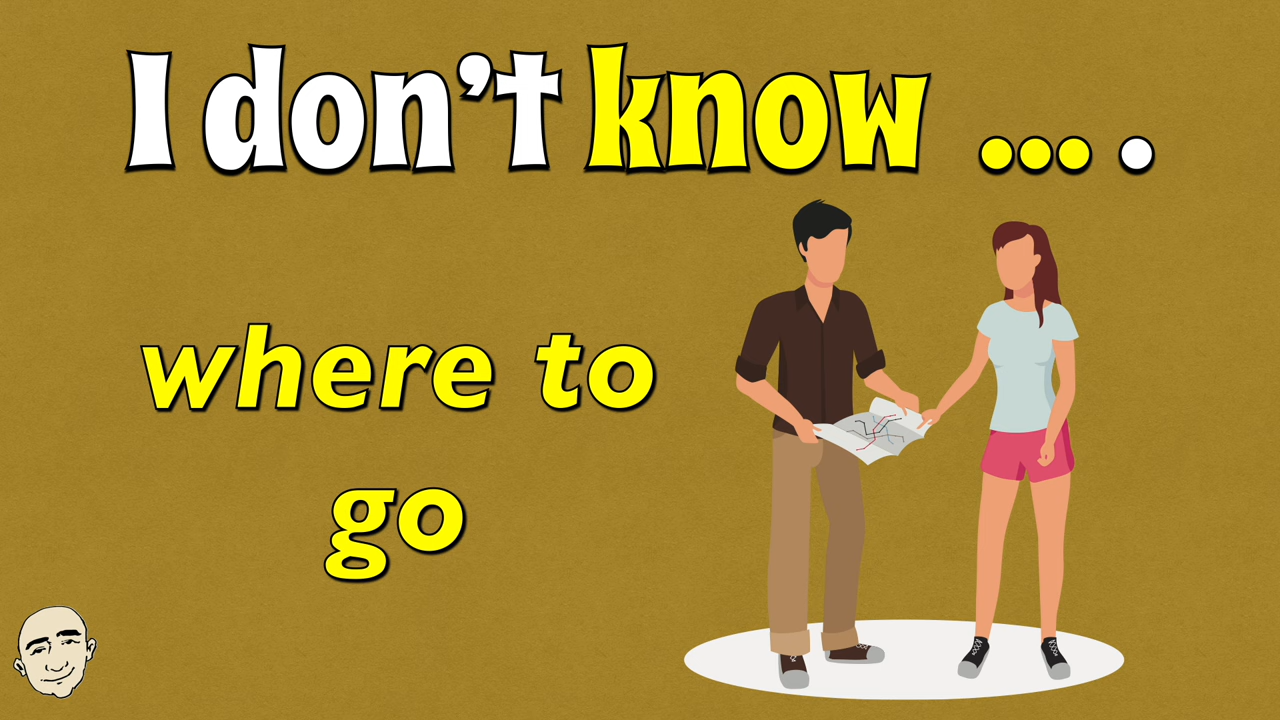 I don’t know ... .
where to
go